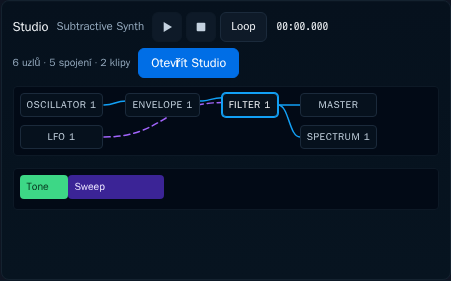 Studio Subtractive Synth Loop 00:00.000
6 uzlů · 5 spojení · 2 klipy Otevřít Studio
OSCILLATOR 1 ENVELOPE 1 FILTER 1 MASTER
LFO 1 SPECTRUM 1
Tone Sweep